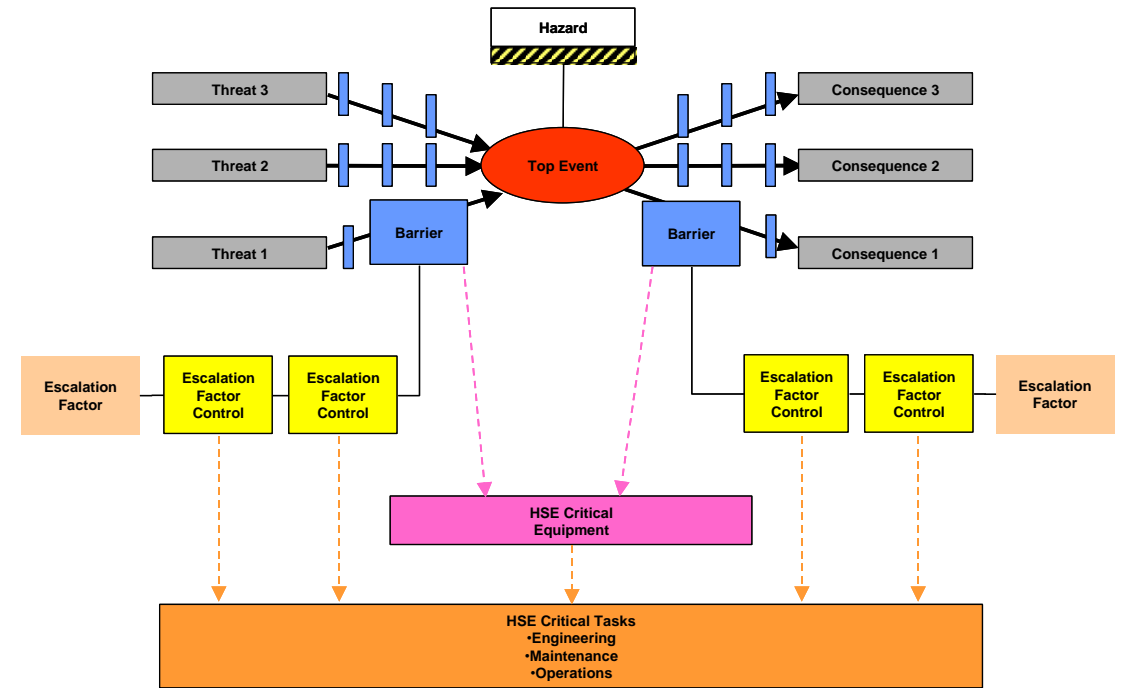 Hazard
Threat 3
Consequence 3
Threat 2
Top Event
Consequence 2
Barrier
Barrier
Threat 1
Consequence 1
Escalation
Factor
Escalation
Factor
Control
Escalation
Factor
Control
Escalation
Factor
Control
Escalation
Factor
Control
Escalation
Factor
HSE Critical
Equipment
HSE Critical Tasks
•Engineering
•Maintenance
•Operations